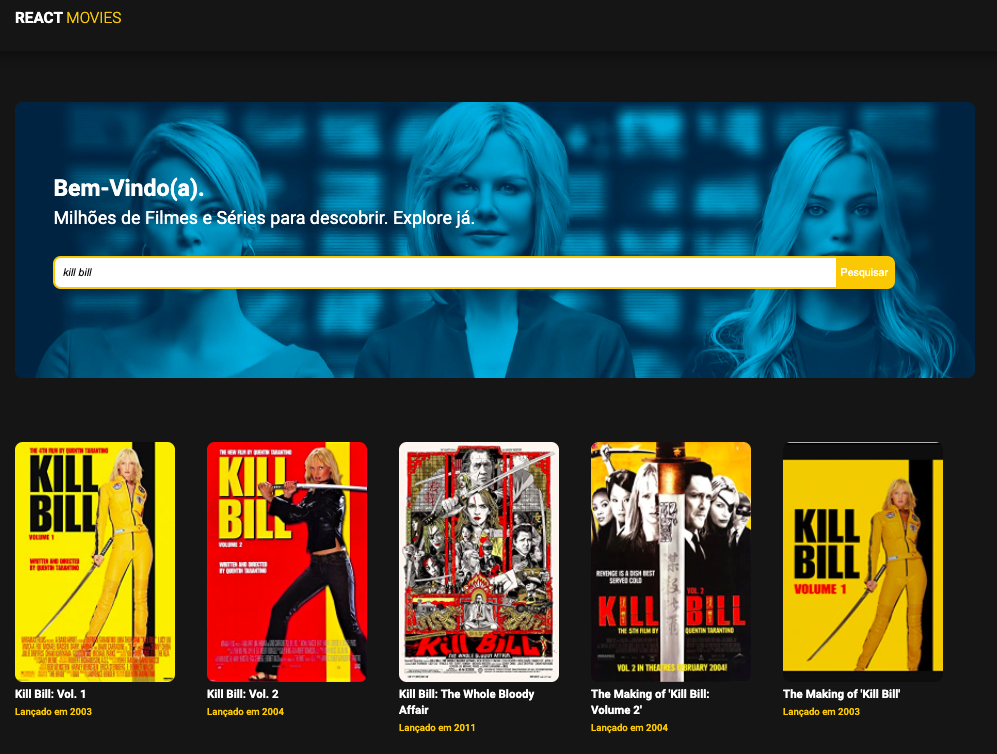 REACT MOVIES
Bem-Vindo(a).
Milhões de Filmes e Séries para descobrir. Explore já.
kill bill
Pesquisar
THE 4TH FILM BY QUENTIN TARANTINO
KILL
BILL
VOLUME 1
WRITTEN AND DIRECTED
BY QUENTIN TARANTINO
THE NEW FILM BY QUENTIN TARANTINO
KILL
BILL
VOLUME 2
WRITTEN AND DIRECTED
BY QUENTIN TARANTINO
KILL BILL
THE WHOLE BLOODY AFFAIR
REVENGE IS A DISH BEST
SERVED COLD
VOL. 2
KILL BILL
THE 5TH FILM BY QUENTIN TARANTINO
VOL. 2 IN THEATRES FEBRUARY 2004!
KILL
BILL
VOLUME 1
Kill Bill: Vol. 1
Lançado em 2003
Kill Bill: Vol. 2
Lançado em 2004
Kill Bill: The Whole Bloody
Affair
Lançado em 2011
The Making of 'Kill Bill:
Volume 2'
Lançado em 2004
The Making of 'Kill Bill'
Lançado em 2003